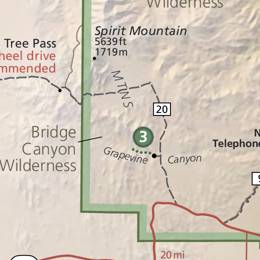 Wilderness
Spirit Mountain
5639ft
1719m
Tree Pass
heel drive
mmended
MTNS
20
Bridge
Canyon
Wilderness
3
Grapevine Canyon
N
Telephone
20 mi